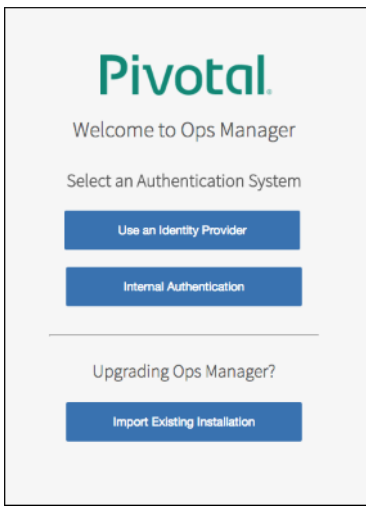 Pivotal.
Welcome to Ops Manager
Select an Authentication System
Use an Identity Provider
Internal Authentication
Upgrading Ops Manager?
Import Existing Installation